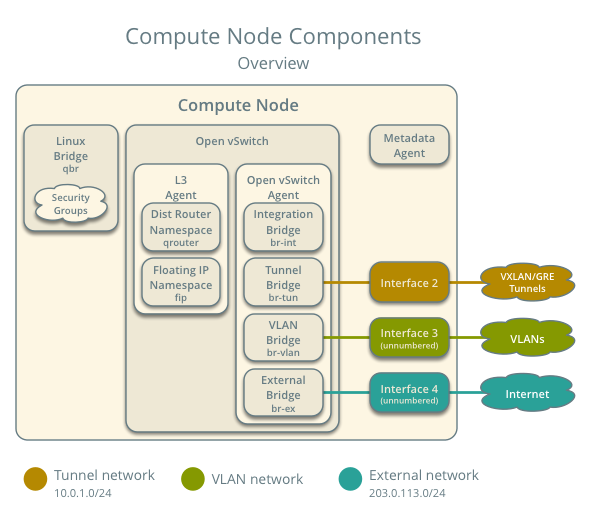 Compute Node Components
Overview
Compute Node
Linux
Bridge
qbr
Security
Groups
Open vSwitch
L3
Agent
Dist Router
Namespace
qrouter
Floating IP
Namespace
fip
Open vSwitch
Agent
Integration
Bridge
br-int
Tunnel
Bridge
br-tun
VLAN
Bridge
br-vlan
External
Bridge
br-ex
Metadata
Agent
Interface 2
Interface 3
(unnumbered)
Interface 4
(unnumbered)
VXLAN/GRE
Tunnels
VLANs
Internet
Tunnel network
10.0.1.0/24
VLAN network
External network
203.0.113.0/24